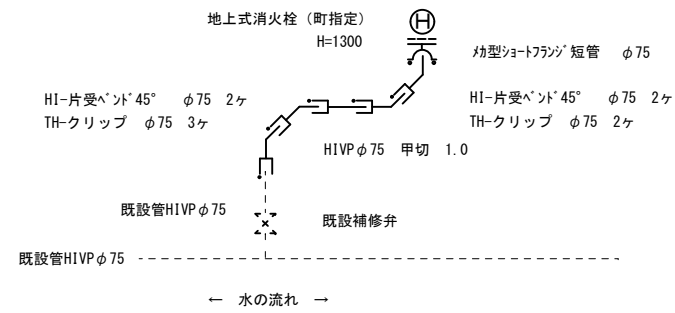 地上式消火栓（町指定）
H=1300
H
ﾒｶ型ｼｮｰﾄﾌﾗﾝｼﾞ短管　φ75
HI-片受ﾍﾞﾝﾄﾞ45°　φ75　2ヶ
TH-クリップ　φ75　3ヶ
HI-片受ﾍﾞﾝﾄﾞ45°　φ75　2ヶ
TH-クリップ　φ75　2ヶ
HIVPφ75　甲切　1.0
既設管HIVPφ75
既設補修弁
既設管HIVPφ75
←　水の流れ　→